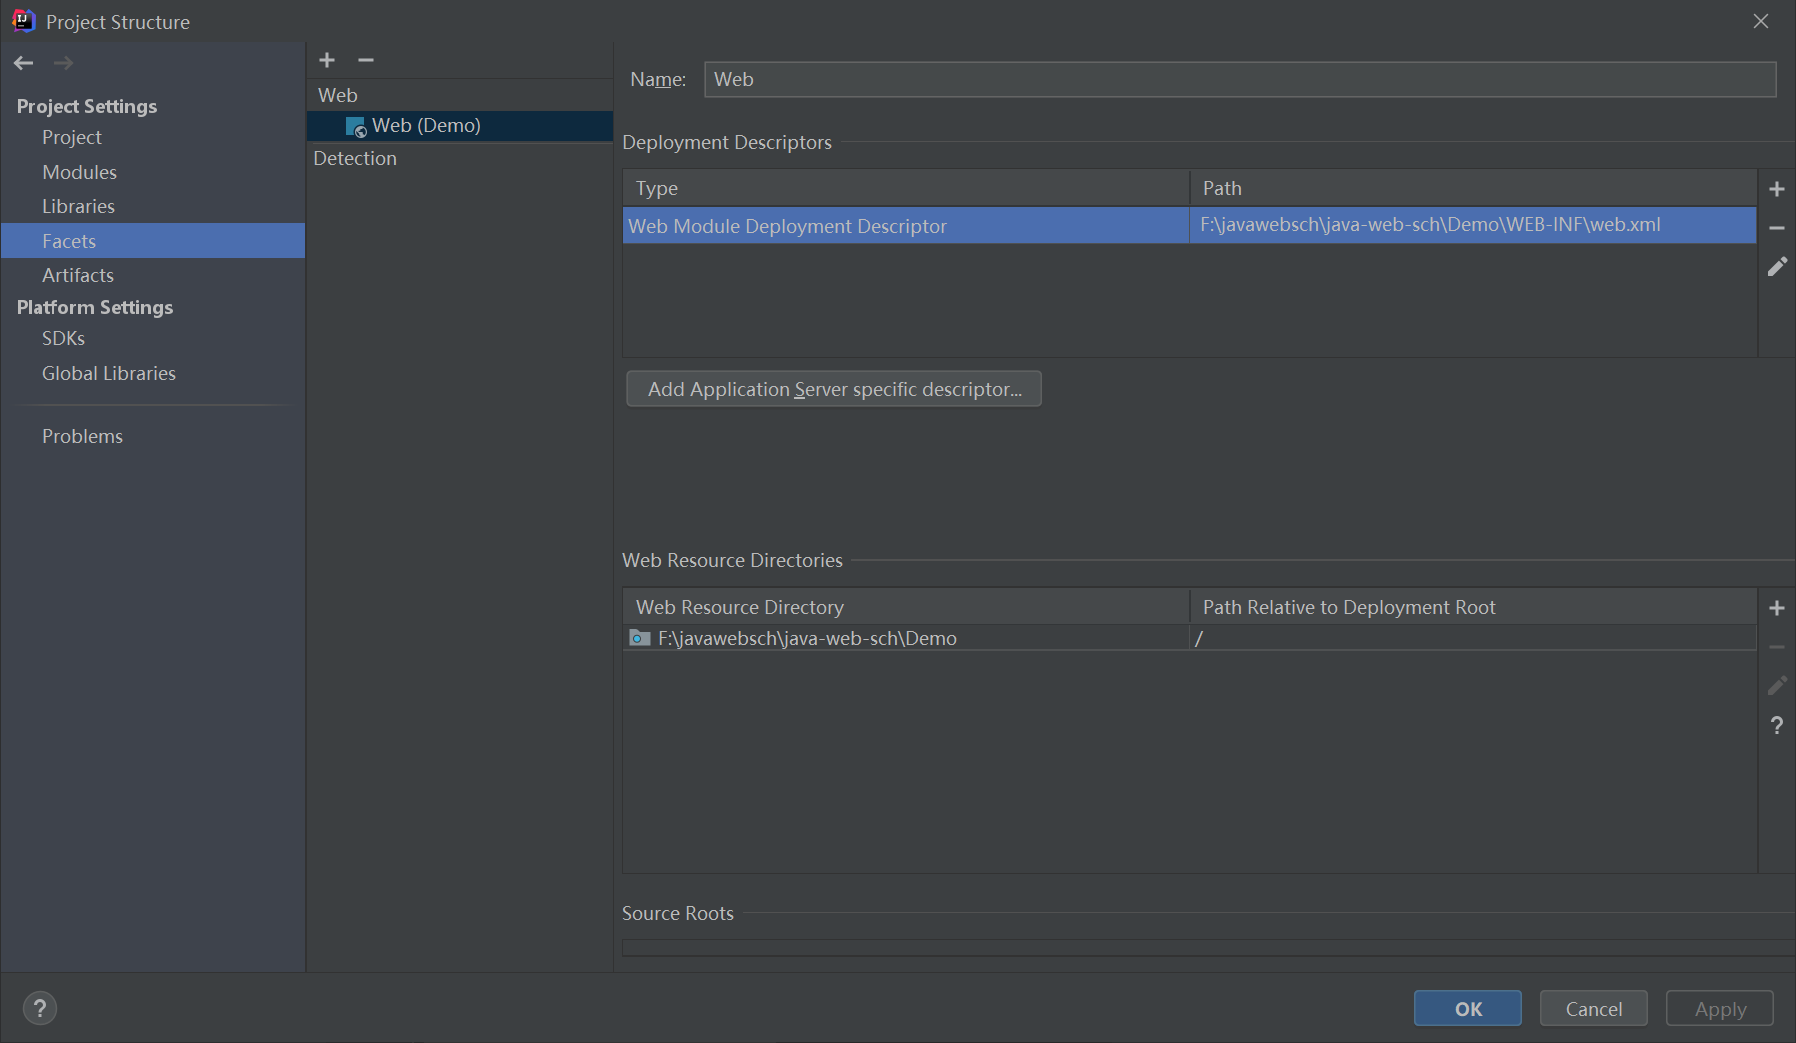 Project Structure
Project Settings
Project
Modules
Libraries
Facets
Artifacts
Platform Settings
SDKs
Global Libraries
Problems
Web
Web (Demo)
Detection
Name: Web
Deployment Descriptors
Type Path
Web Module Deployment Descriptor F:\javawebsch\java-web-sch\Demo\WEB-INF\web.xml
Add Application Server specific descriptor...
Web Resource Directories
Web Resource Directory Path Relative to Deployment Root
F:\javawebsch\java-web-sch\Demo /
?
Source Roots
? OK Cancel Apply